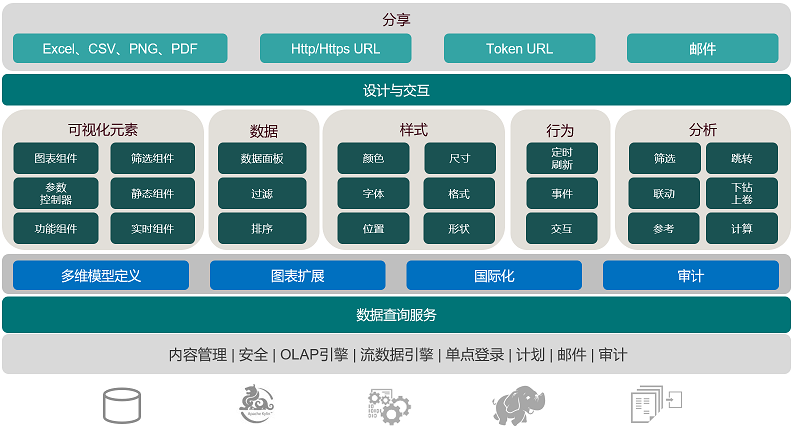 分享
Excel、CSV、PNG、PDF
Http/Https URL
Token URL
邮件
设计与交互
可视化元素
图表组件
筛选组件
参数
控制器
静态组件
功能组件
实时组件
数据
数据面板
过滤
排序
样式
颜色
尺寸
字体
格式
位置
形状
行为
定时
刷新
事件
交互
分析
筛选
跳转
联动
下钻
上卷
参考
计算
多维模型定义
图表扩展
国际化
审计
数据查询服务
内容管理 | 安全 | OLAP引擎 | 流数据引擎 | 单点登录 | 计划 | 邮件 | 审计
Apache Kylin™